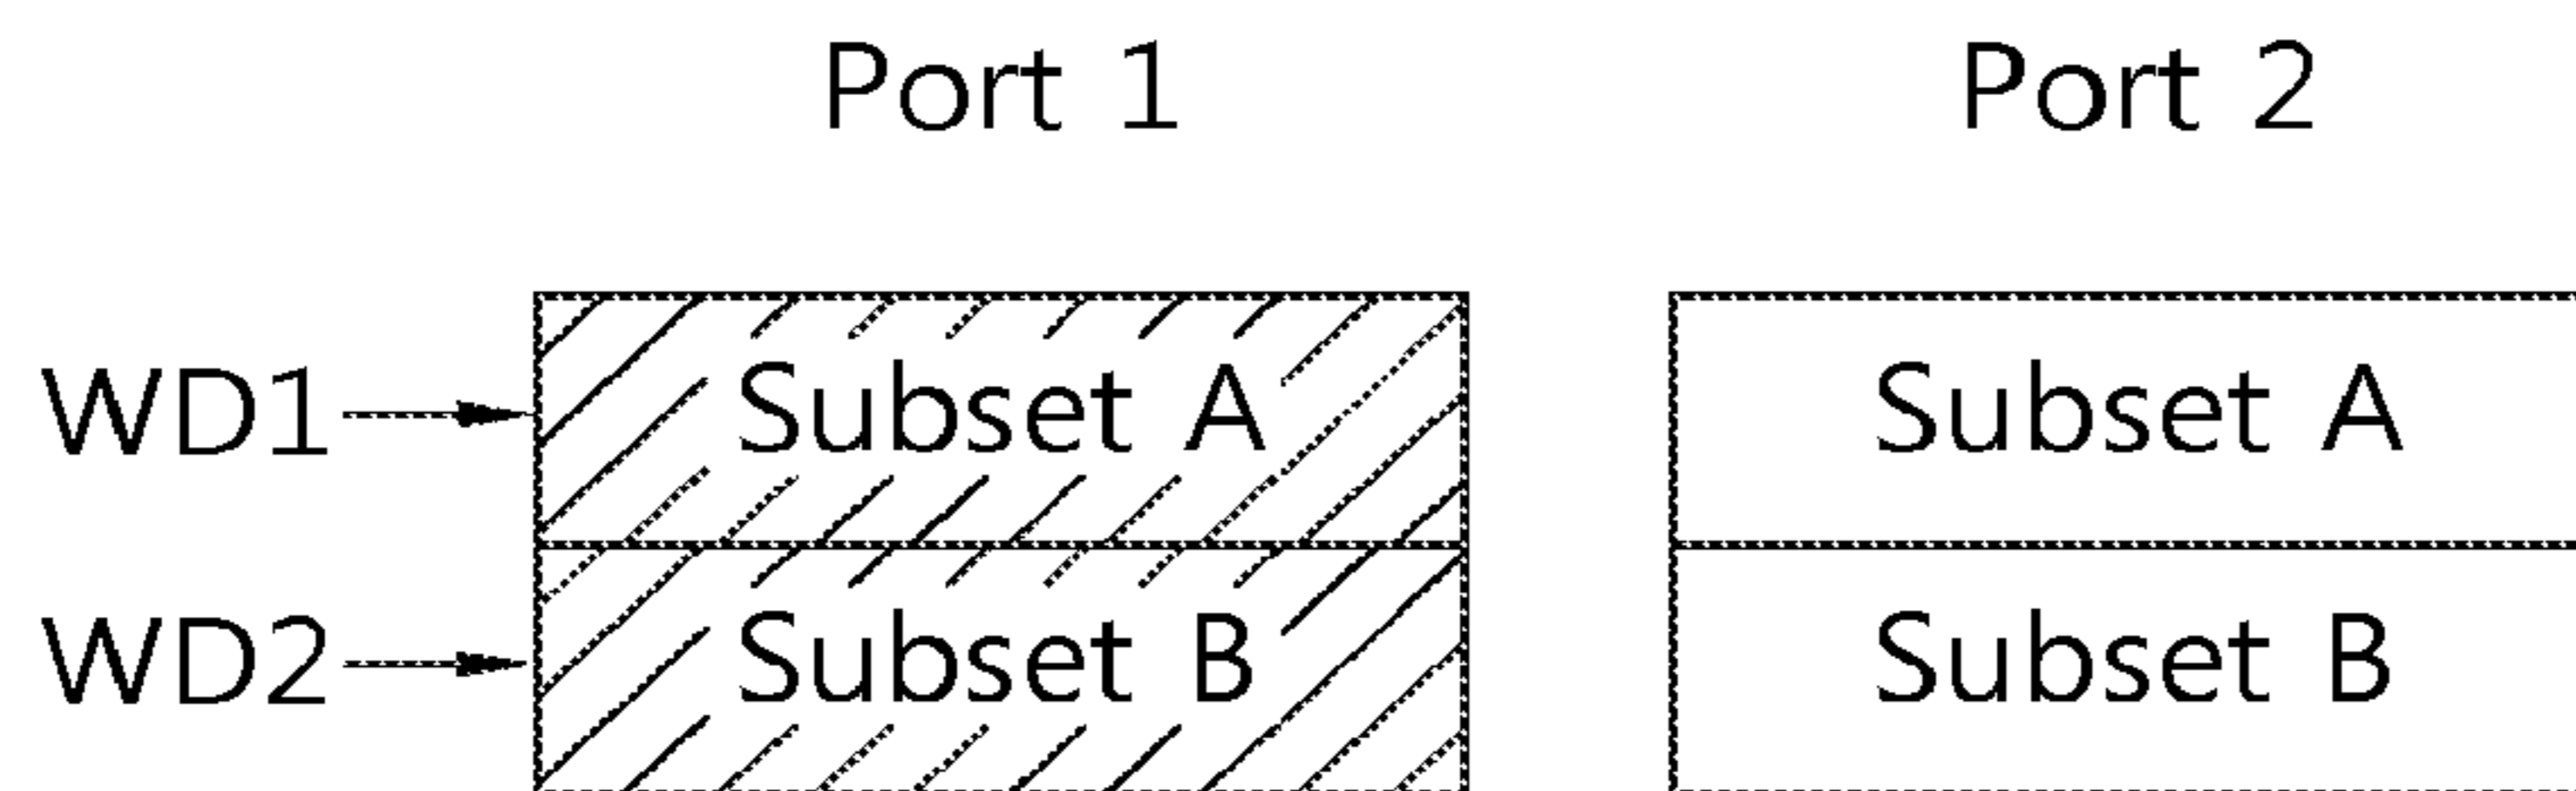 Port 1 Port 2
WD1 Subset A Subset A
WD2 Subset B Subset B